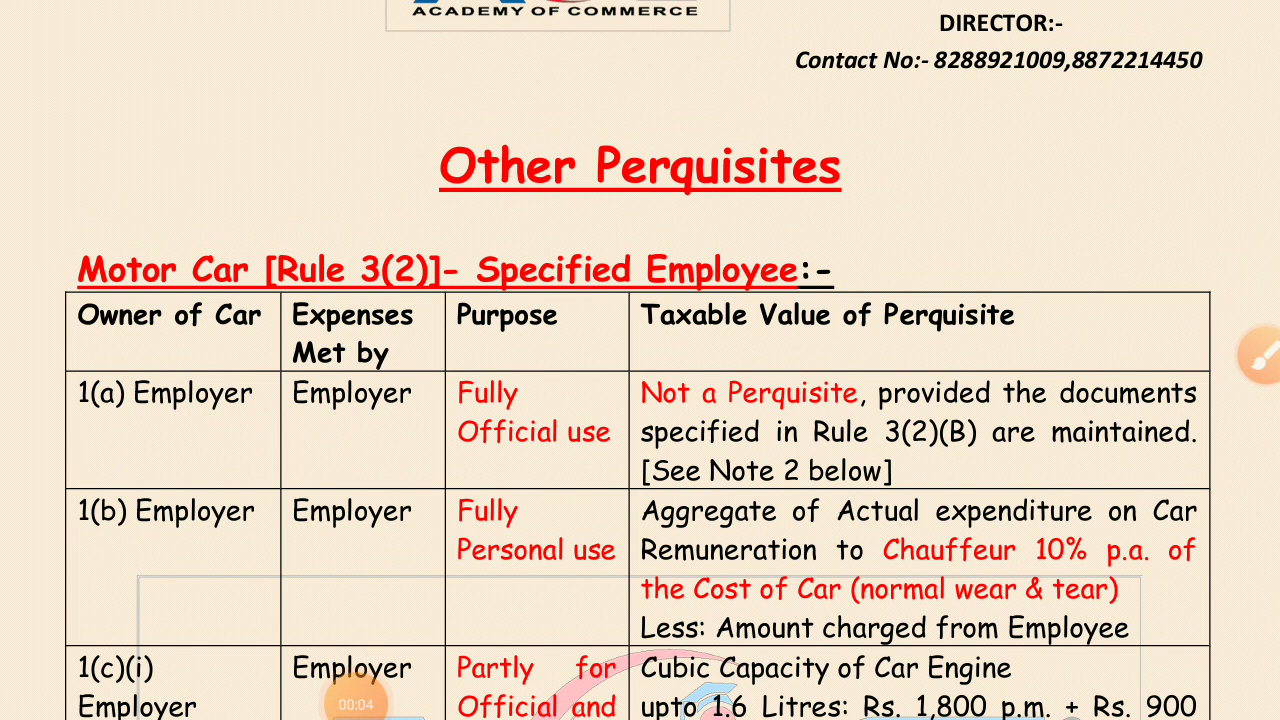 ACADEMY OF COMMERCE
DIRECTOR:-
Contact No:- 8288921009,8872214450
Other Perquisites
Motor Car [Rule 3(2)]- Specified Employee:-
Owner of Car
Expenses
Met by
Purpose
Taxable Value of Perquisite
1(a) Employer
Employer
Fully
Official use
Not a Perquisite, provided the documents
specified in Rule 3(2)(B) are maintained.
[See Note 2 below]
1(b) Employer
Employer
Fully
Personal use
Aggregate of Actual expenditure on Car
Remuneration to Chauffeur 10% p.a. of
the Cost of Car (normal wear & tear)
Less: Amount charged from Employee
1(c)(i)
Employer
Employer
Partly for
Official and
Cubic Capacity of Car Engine
upto 1.6 Litres: Rs. 1,800 p.m. + Rs. 900
00:04